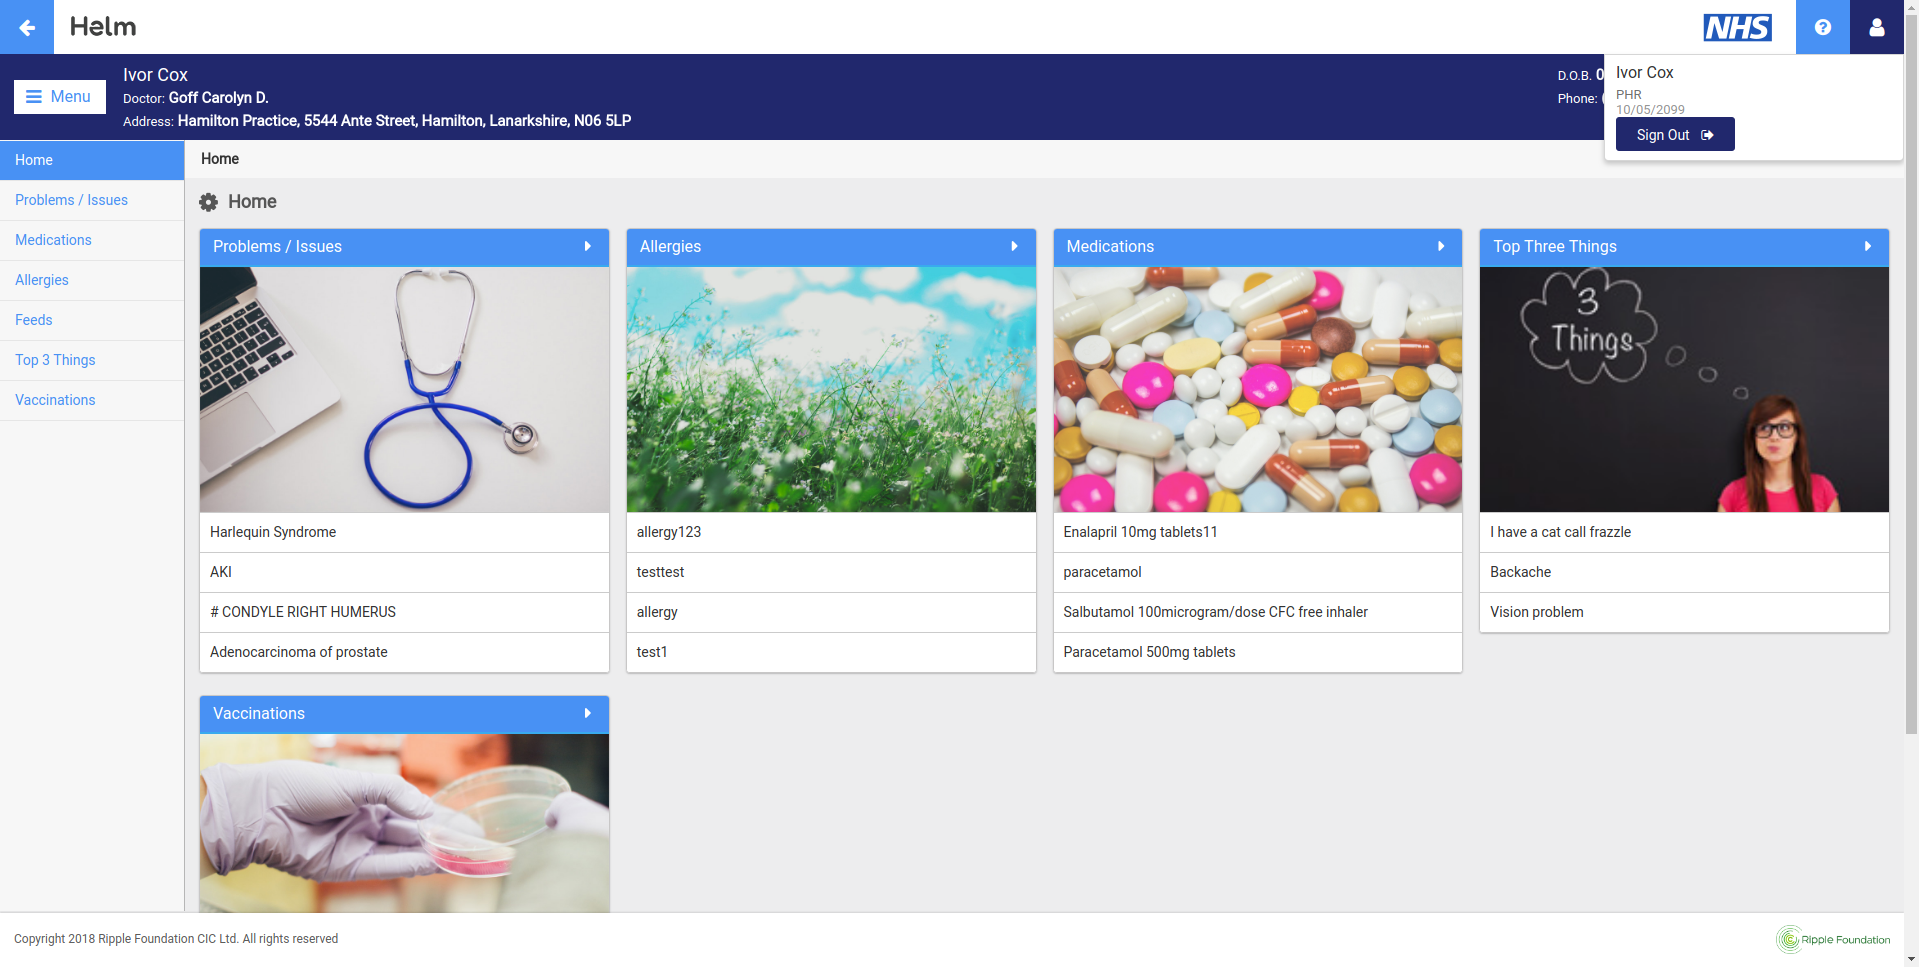 Helm
NHS
Ivor Cox
Doctor: Goff Carolyn D.
Address: Hamilton Practice, 5544 Ante Street, Hamilton, Lanarkshire, N06 5LP
D.O.B. 0
Phone: (
Menu
Ivor Cox
PHR
10/05/2099
Sign Out
Home
Problems / Issues
Medications
Allergies
Feeds
Top 3 Things
Vaccinations
Home
Home
Problems / Issues
Harlequin Syndrome
AKI
# CONDYLE RIGHT HUMERUS
Adenocarcinoma of prostate
Allergies
allergy123
testtest
allergy
test1
Medications
Enalapril 10mg tablets11
paracetamol
Salbutamol 100microgram/dose CFC free inhaler
Paracetamol 500mg tablets
Top Three Things
3
Things
I have a cat call frazzle
Backache
Vision problem
Vaccinations
Copyright 2018 Ripple Foundation CIC Ltd. All rights reserved
Ripple Foundation